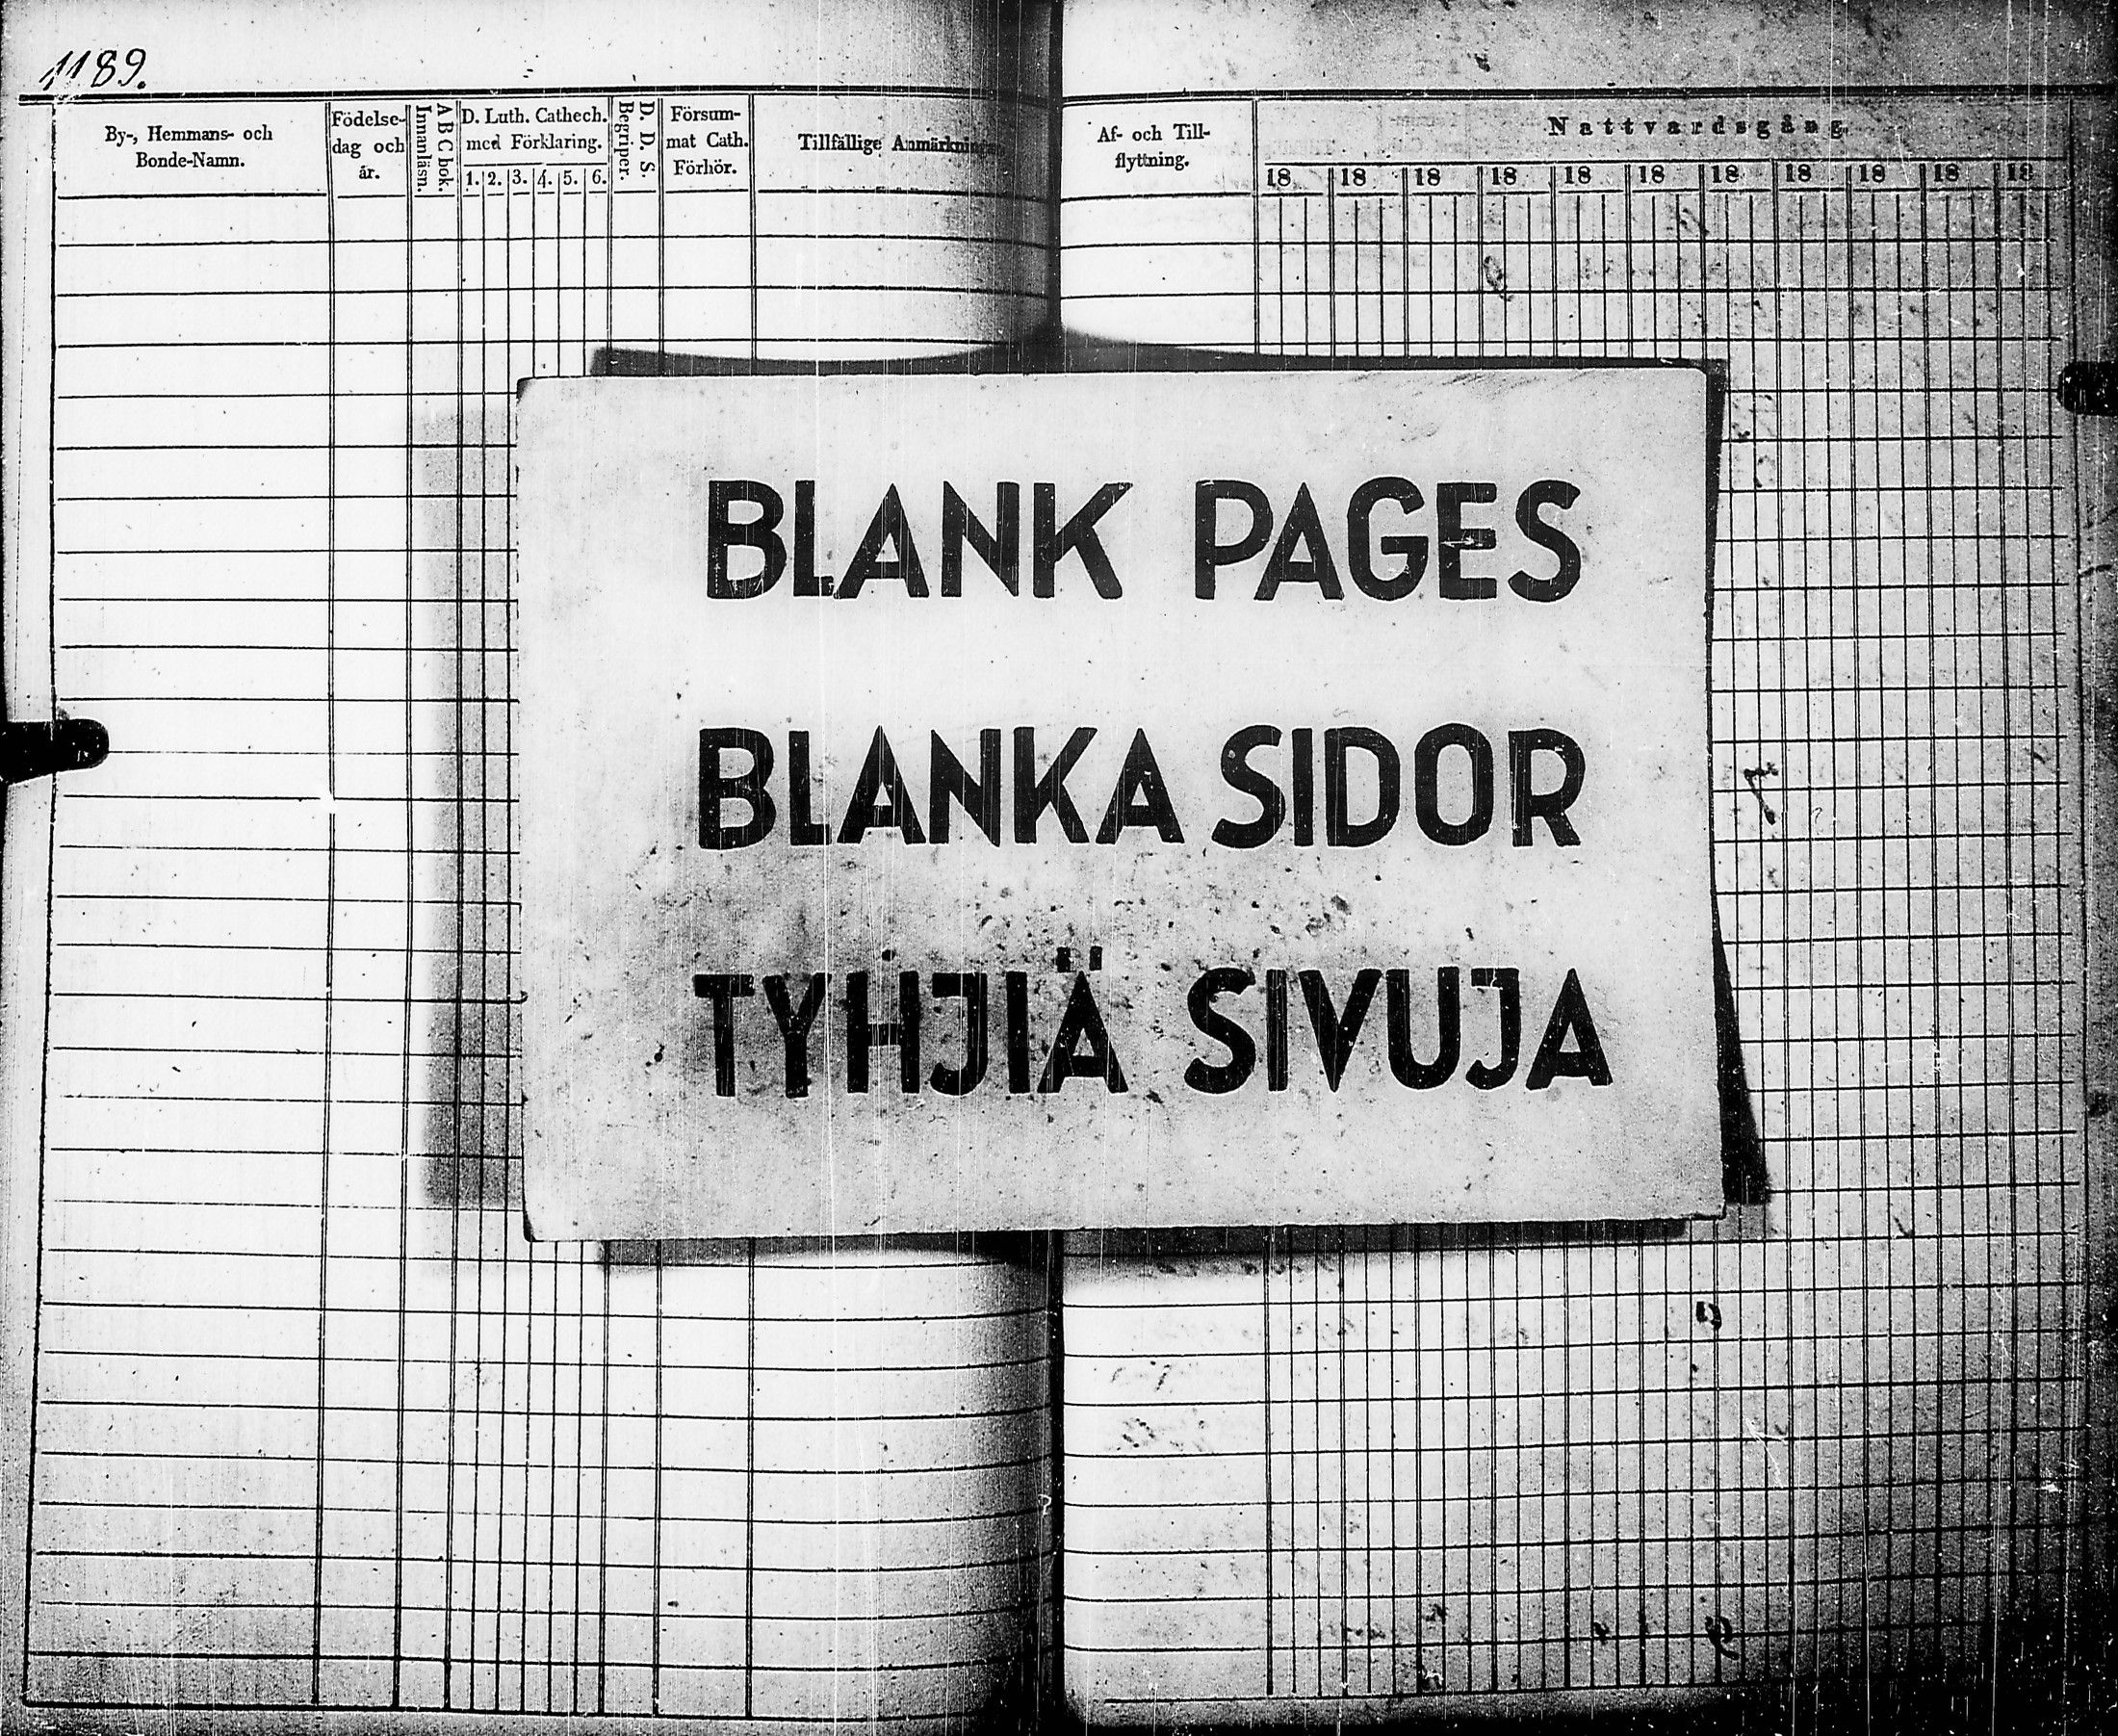 1189.
By-, Hemmans- och
Bonde-Namn.
Födelse-
dag och
år.
A B C bok.
Innanläsn.
D. Luth. Cathech.
med Förklaring.
1. 2. 3. 4. 5. 6.
D. D. S.
Begriper.
Försum-
mat Cath.
Förhör.
Tillfällige Anmärkningar
Af- och Till-
flyttning.
Nattvardsgång
18 18 18 18 18 18 18 18 18 18 18
BLANK PAGES
BLANKA SIDOR
TYHJIÄ SIVUJA